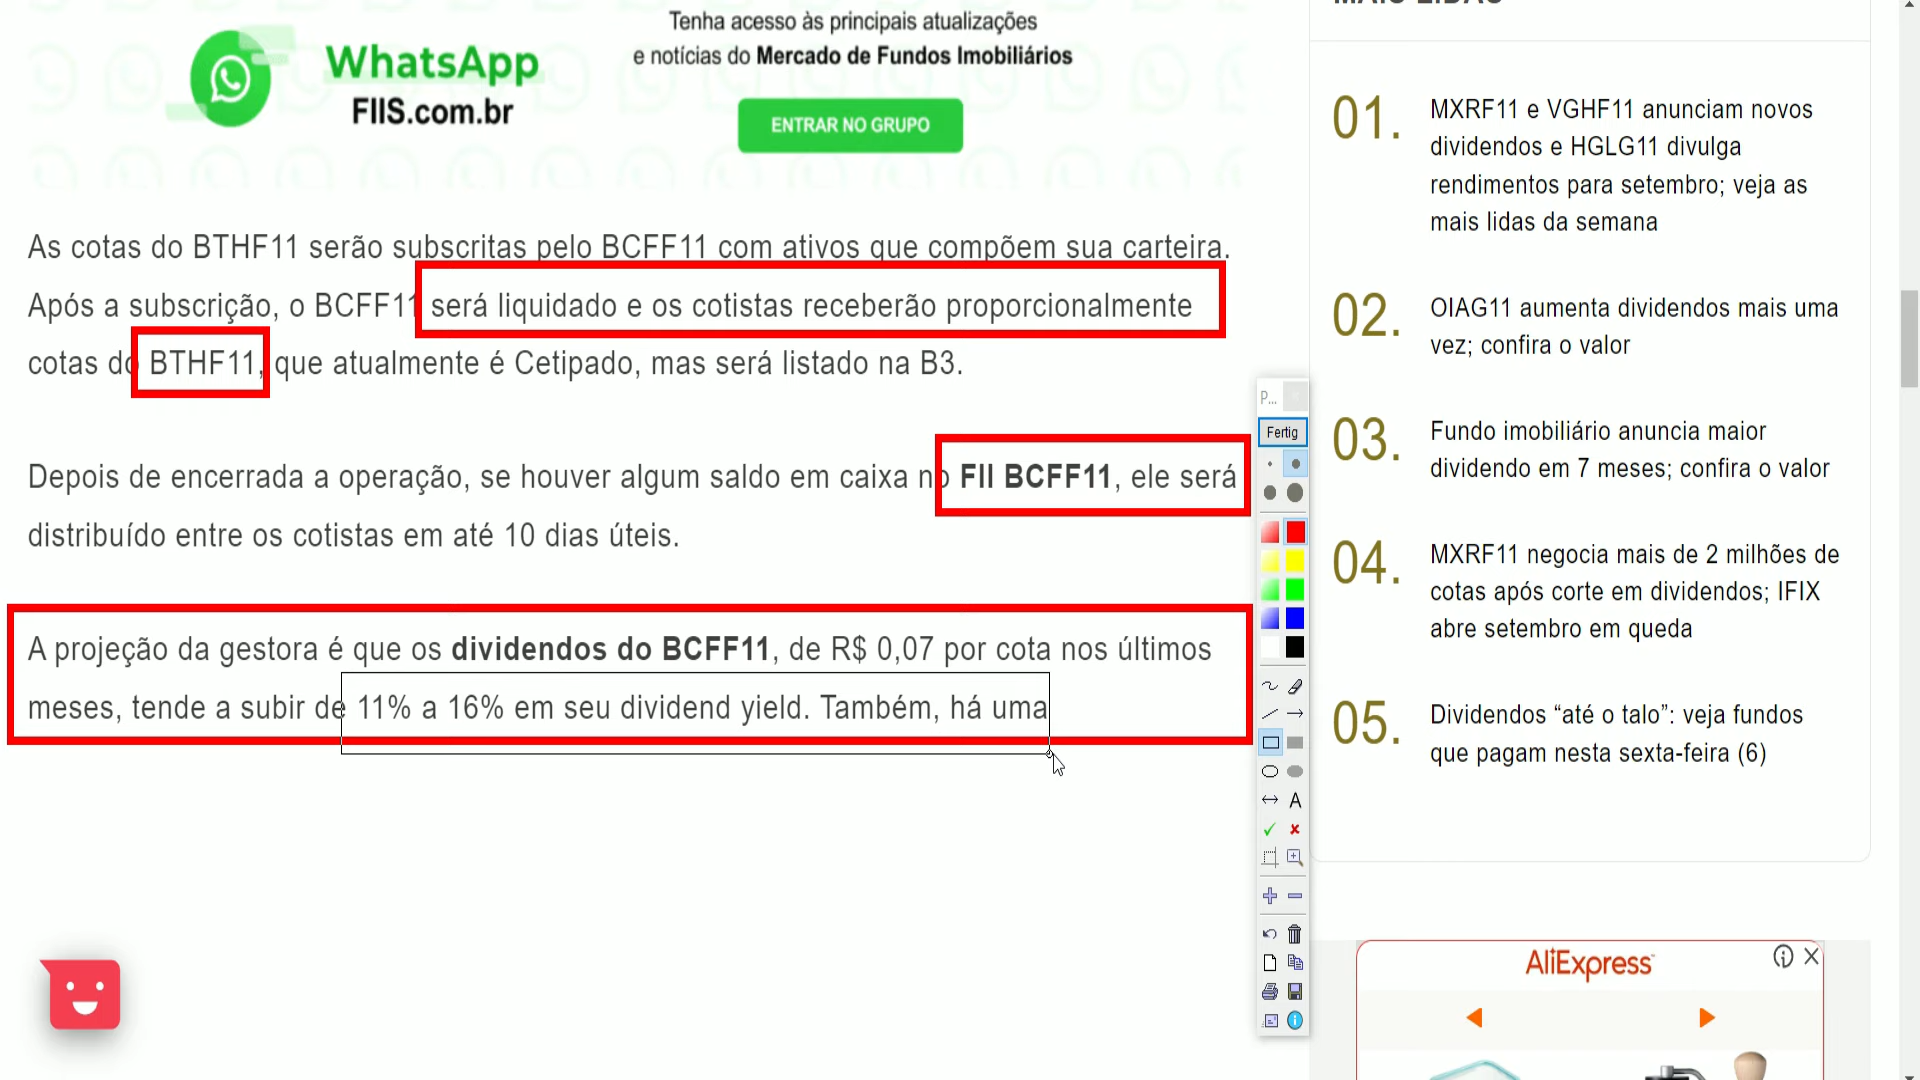 Tenha acesso às principais atualizações
e notícias do Mercado de Fundos Imobiliários
WhatsApp
FIIS.com.br
ENTRAR NO GRUPO
As cotas do BTHF11 serão subscritas pelo BCFF11 com ativos que compõem sua carteira.
Após a subscrição, o BCFF11 será liquidado e os cotistas receberão proporcionalmente
cotas do BTHF11, que atualmente é Cetipado, mas será listado na B3.
Depois de encerrada a operação, se houver algum saldo em caixa no FII BCFF11, ele será
distribuído entre os cotistas em até 10 dias úteis.
A projeção da gestora é que os dividendos do BCFF11, de R$ 0,07 por cota nos últimos
meses, tende a subir de 11% a 16% em seu dividend yield. Também, há uma
P...
Fertig
A
MAIS LIDAS
01.
MXRF11 e VGHF11 anunciam novos
dividendos e HGLG11 divulga
rendimentos para setembro; veja as
mais lidas da semana
02.
OIAG11 aumenta dividendos mais uma
vez; confira o valor
03.
Fundo imobiliário anuncia maior
dividendo em 7 meses; confira o valor
04.
MXRF11 negocia mais de 2 milhões de
cotas após corte em dividendos; IFIX
abre setembro em queda
05.
Dividendos “até o talo”: veja fundos
que pagam nesta sexta-feira (6)
AliExpress